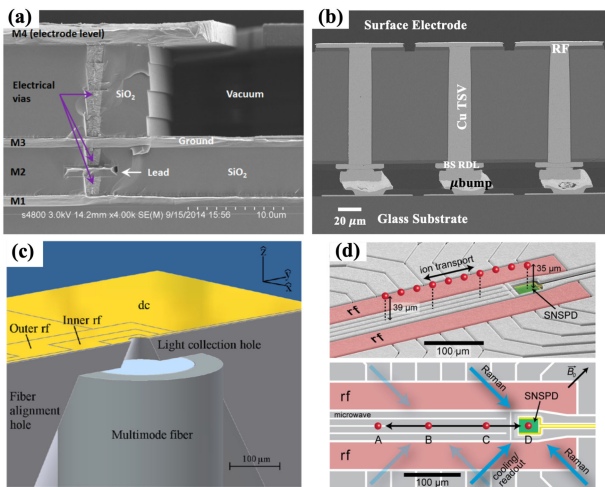 (a)
M4 (electrode level)
Electrical
vias
SiO2
Vacuum
M3
Ground
M2
Lead
SiO2
M1
s4800 3.0kV 14.2mm x4.00k SE(M) 9/15/2014 15:56
10.0um
(b)
Surface Electrode
RF
Cu TSV
BS RDL
μbump
20 μm
Glass Substrate
(c)
dc
Outer rf
Inner rf
Light collection hole
Fiber
alignment
hole
Multimode fiber
100 µm
(d)
ion transport
35 µm
rf
39 µm
SNSPD
rf
100 µm
rf
Raman
B0
SNSPD
microwave
A
B
C
D
rf
100 µm
cooling/
readout
Raman